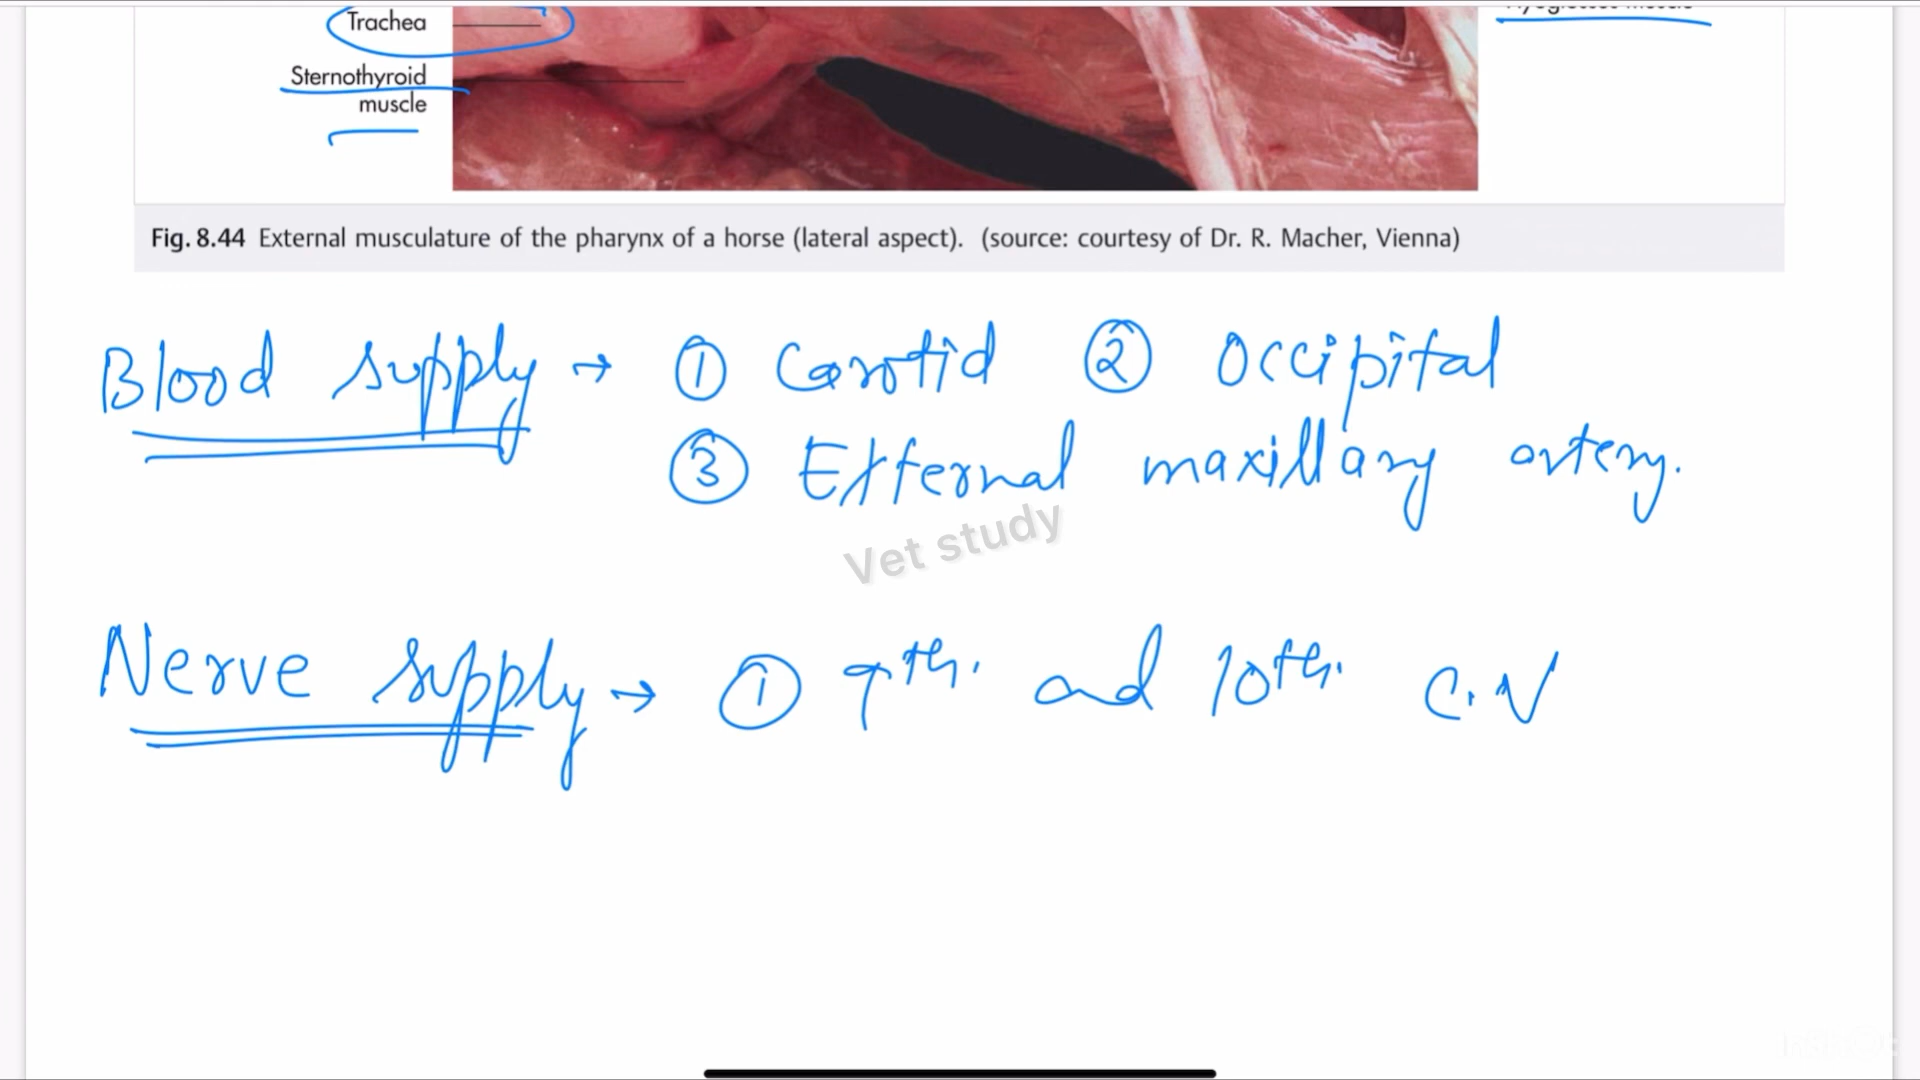 Trachea
Sternothyroid
muscle
Fig. 8.44 External musculature of the pharynx of a horse (lateral aspect). (source: courtesy of Dr. R. Macher, Vienna)
Blood supply → ① Carotid ② Occipital
③ External maxillary artery.
Vet study
Nerve supply → ① 9th. and 10th. C.N